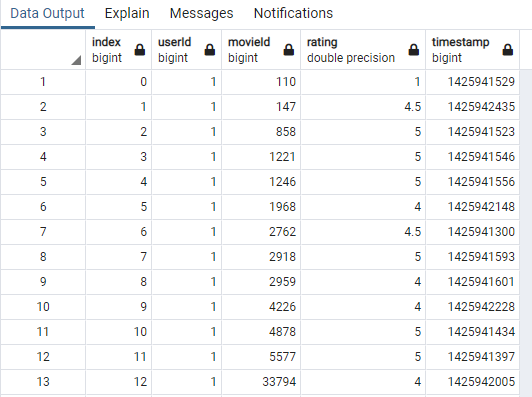 Data Output Explain Messages Notifications
index userId movieId rating timestamp
bigint bigint bigint double precision bigint
1 0 1 110 1 1425941529
2 1 1 147 4.5 1425942435
3 2 1 858 5 1425941523
4 3 1 1221 5 1425941546
5 4 1 1246 5 1425941556
6 5 1 1968 4 1425942148
7 6 1 2762 4.5 1425941300
8 7 1 2918 5 1425941593
9 8 1 2959 4 1425941601
10 9 1 4226 4 1425942228
11 10 1 4878 5 1425941434
12 11 1 5577 5 1425941397
13 12 1 33794 4 1425942005